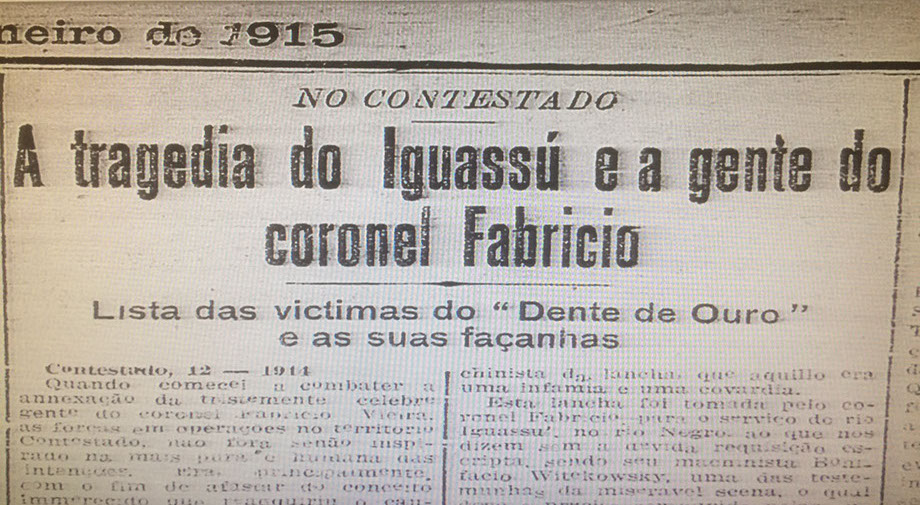 neiro de 1915
NO CONTESTADO
A tragedia do Iguassú e a gente do
coronel Fabricio
Lista das victimas do "Dente de Ouro"
e as suas façanhas
Contestado, 12 — 1914
Quando comecei a combater a
annexação da tristemente celebre
gente do coronel Fabricio Vieira,
as forças em operações no territorio
Contestado, não fora senão inspi-
rado na mais pura e humana das
intenções, principalmente,
com o fim de afastar do conceito
immerecido que
chinista da lancha, que aquillo era
uma infamia e uma covardia.
Esta lancha foi tomada pelo co-
ronel Fabricio, para o serviço do rio
Iguassu', no rio Negro, ao que nos
dizem sem a devida requisição es-
cripta, sendo seu machinista Boni-
facio Witekowsky, uma das teste-
munhas da miseravel scena, o qual